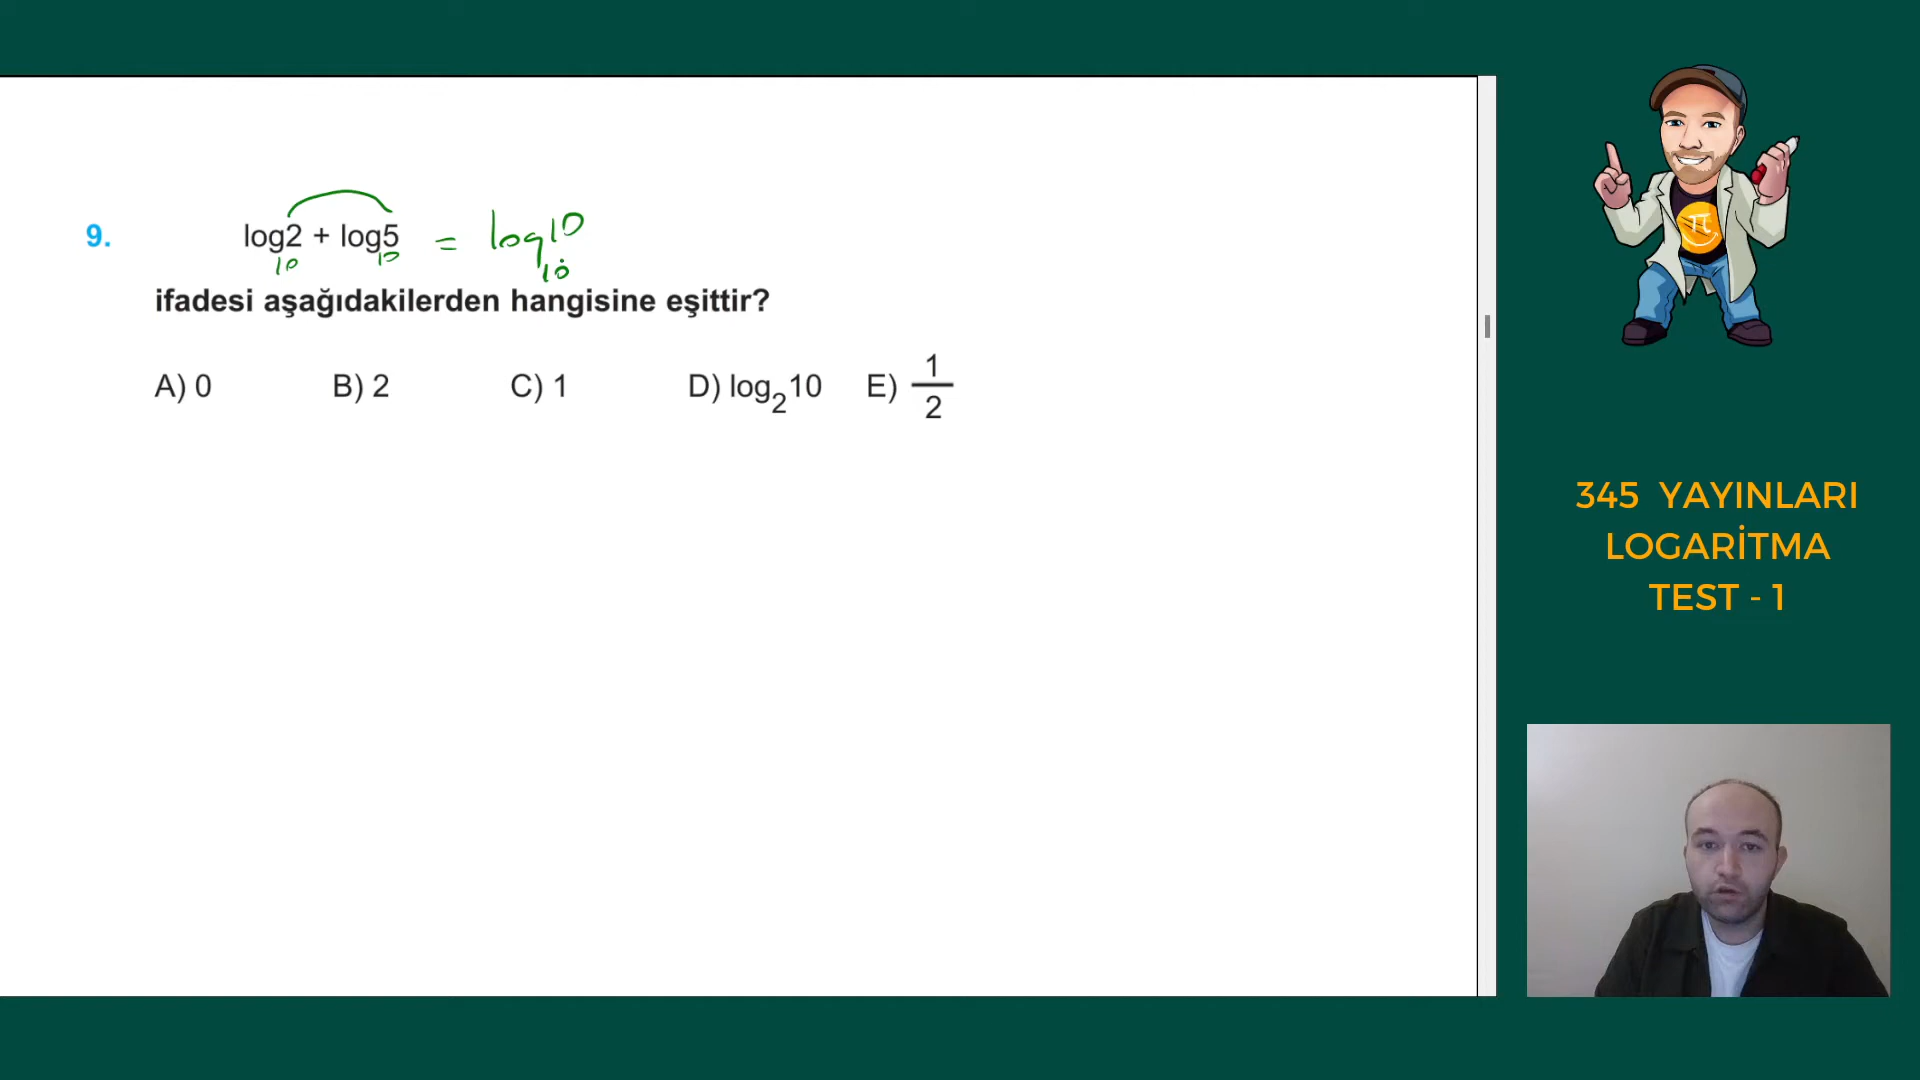 9. log2 + log5 = log10
10 10 10
ifadesi aşağıdakilerden hangisine eşittir?
A) 0 B) 2 C) 1 D) log₂10 E) 1/2
π
345 YAYINLARI
LOGARİTMA
TEST - 1